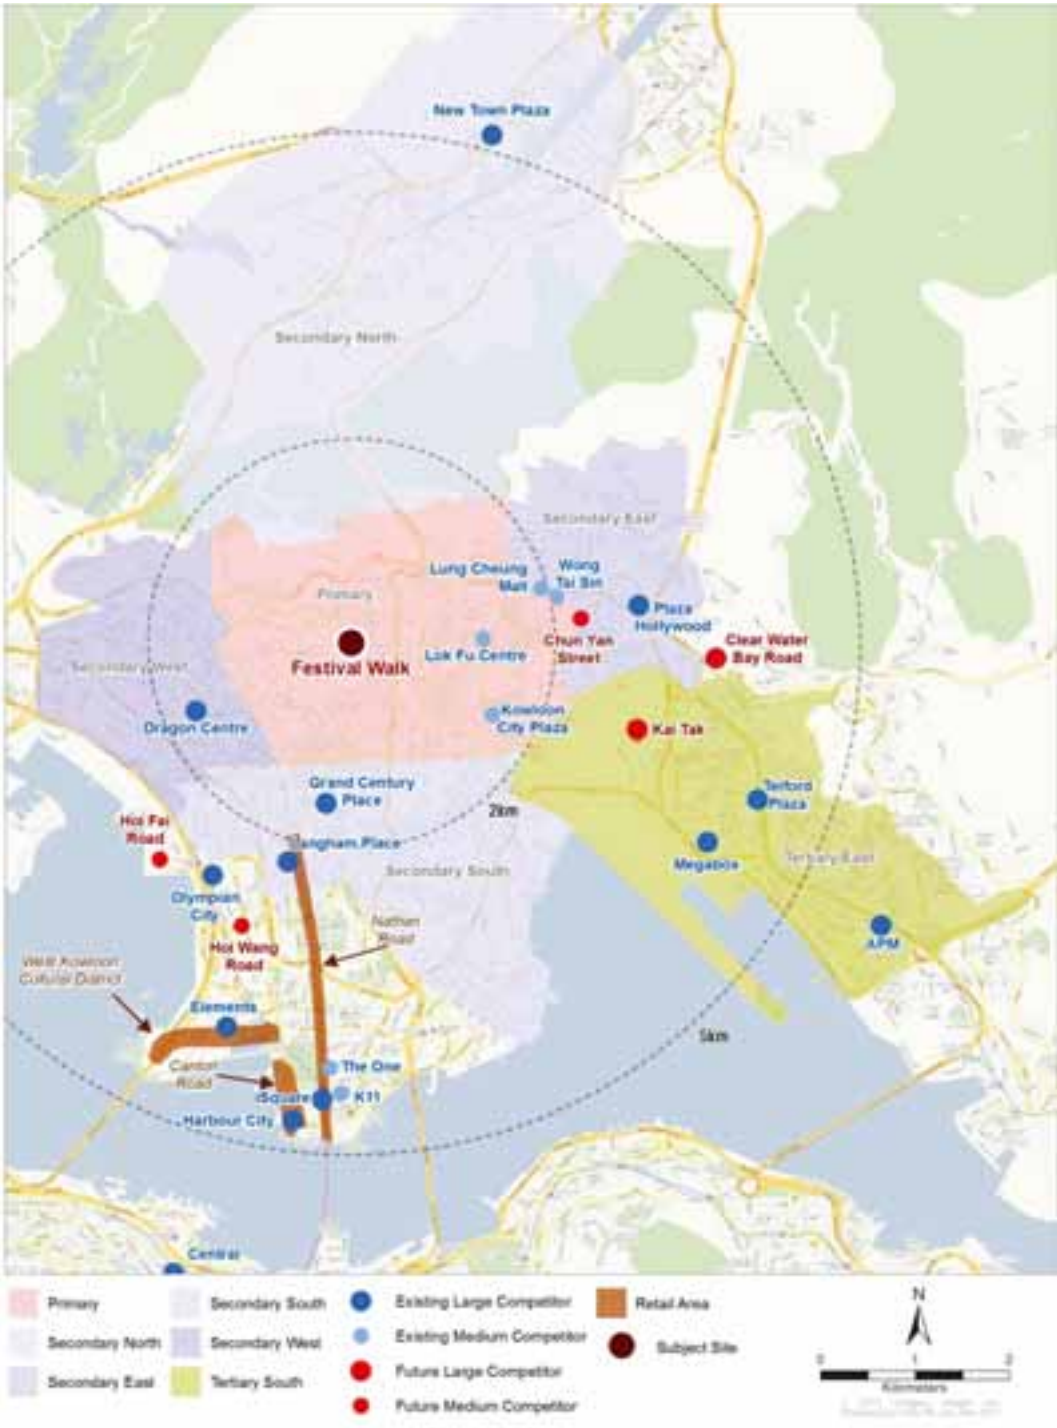 New Town Plaza
Secondary North
Secondary East
Lung Cheung
Mall
Wong
Tai Sin
Primary
Plaza
Hollywood
Chun Yan
Street
Clear Water
Bay Road
Lok Fu Centre
Festival Walk
Secondary West
Dragon Centre
Kowloon
City Plaza
Kai Tak
Grand Century
Place
Telford
Plaza
2km
Hoi Fai
Road
Langham Place
Megabox
Tertiary East
Secondary South
Olympian
City
Nathan
Road
APM
Hoi Wang
Road
West Kowloon
Cultural District
Elements
5km
Canton
Road
The One
iSquare
K11
Harbour City
Central
Primary
Secondary North
Secondary East
Secondary South
Secondary West
Tertiary South
Existing Large Competitor
Existing Medium Competitor
Future Large Competitor
Future Medium Competitor
Retail Area
Subject Site
N
0 1 2
Kilometers